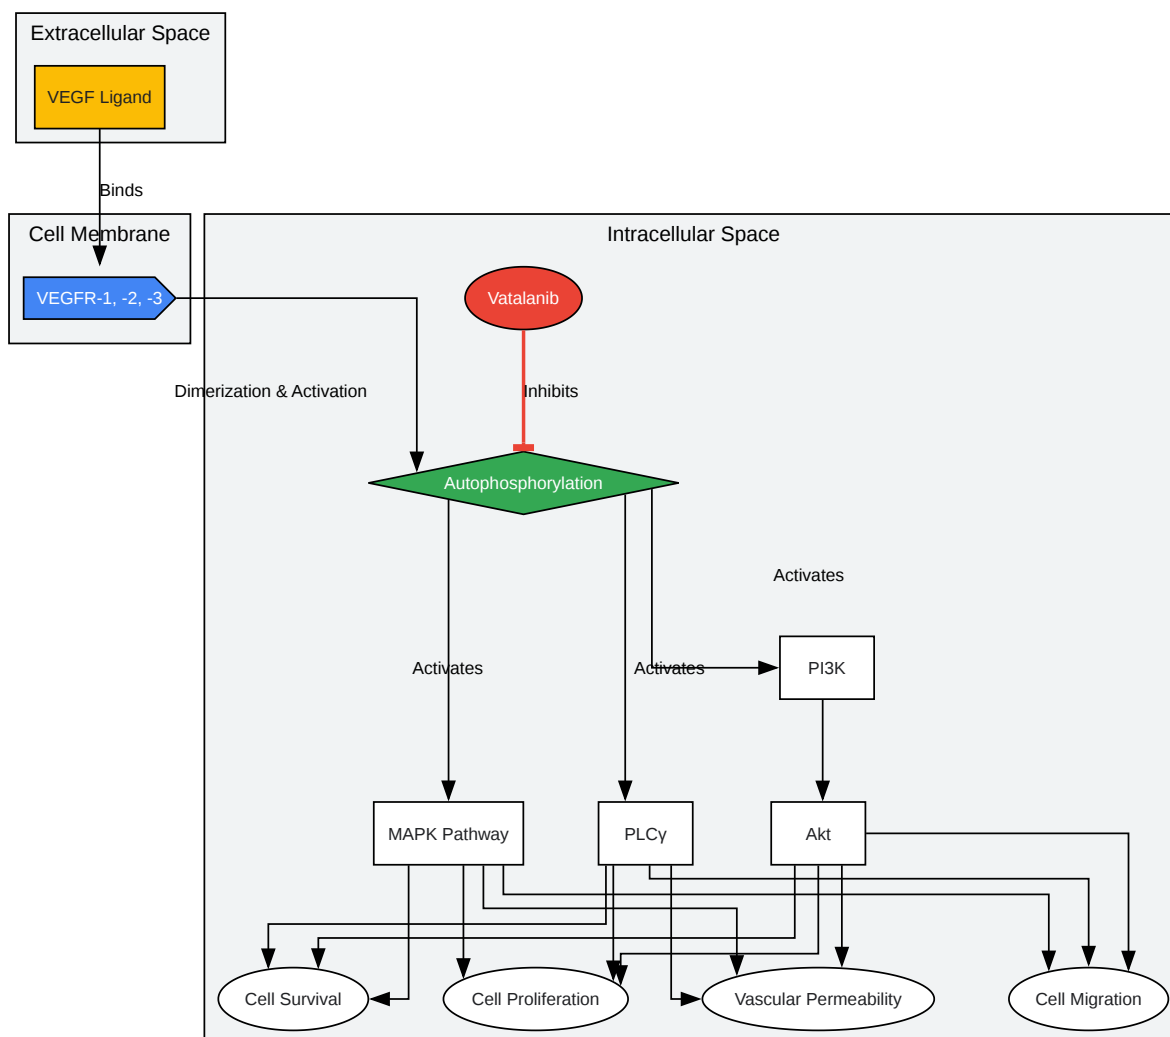 Extracellular Space
VEGF Ligand
Binds
Cell Membrane
Intracellular Space
VEGFR-1, -2, -3
Vatalanib
Dimerization & Activation
Inhibits
Autophosphorylation
Activates
Activates
Activates
PI3K
MAPK Pathway
PLCγ
Akt
Cell Survival
Cell Proliferation
Vascular Permeability
Cell Migration